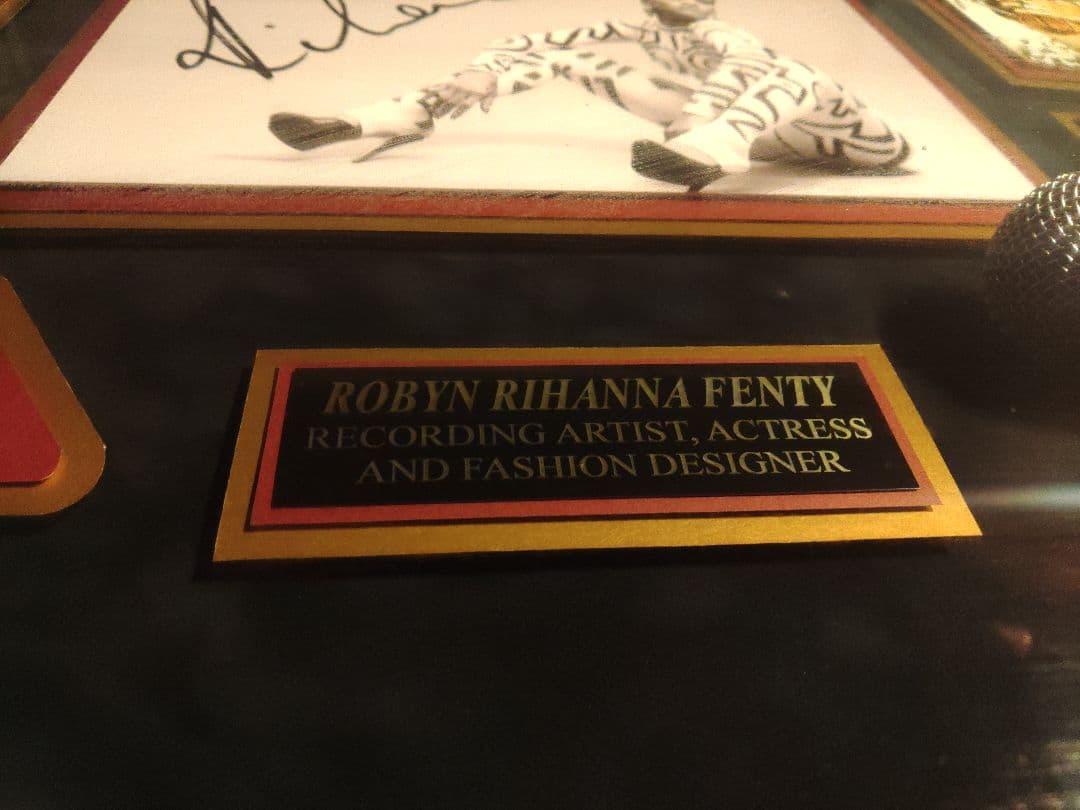 ROBYN RIHANNA FENTY
RECORDING ARTIST, ACTRESS
AND FASHION DESIGNER